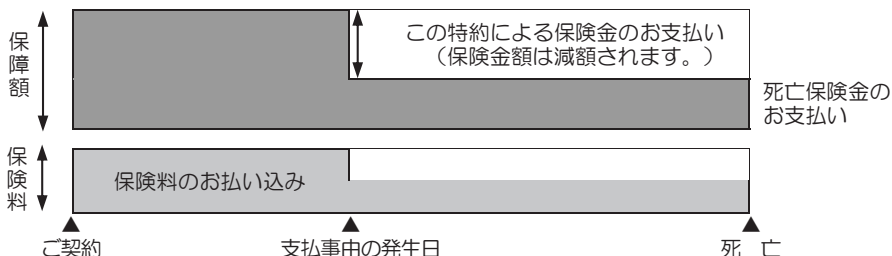 保障額
この特約による保険金のお支払い
（保険金額は減額されます。）
死亡保険金の
お支払い
保険料
保険料のお払い込み
ご契約
支払事由の発生日
死 亡